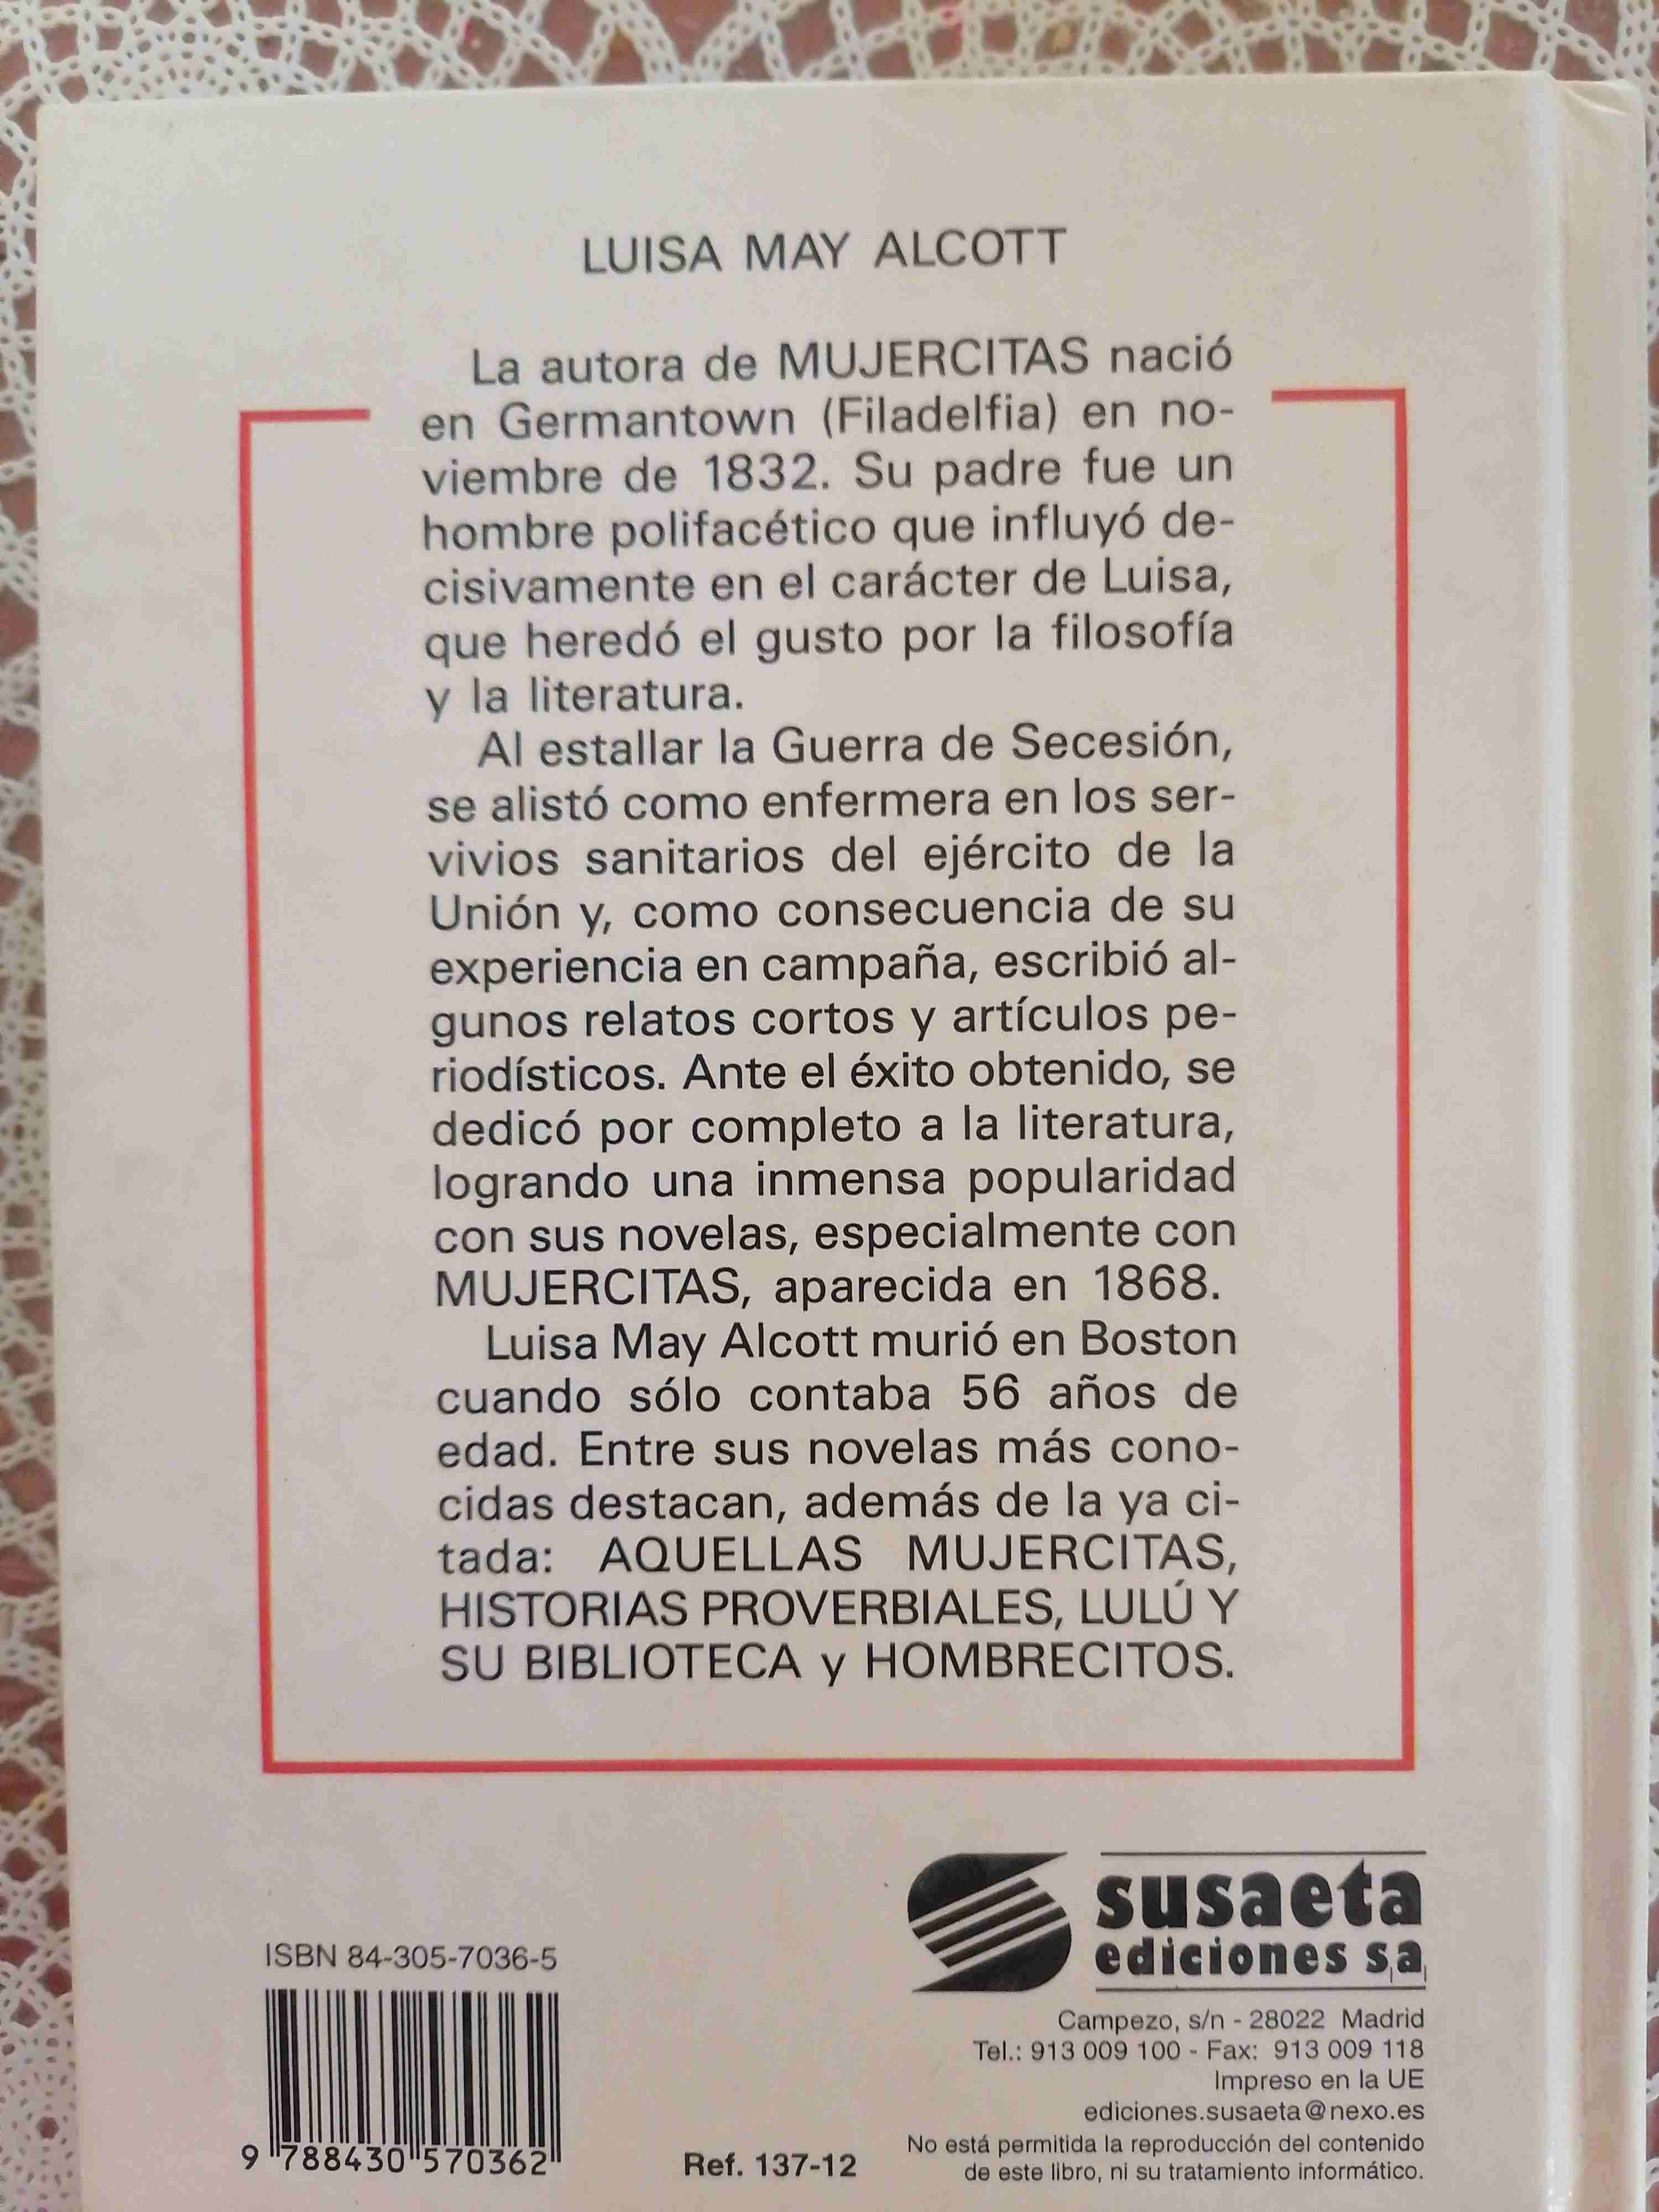 LUISA MAY ALCOTT
La autora de MUJERCITAS nació
en Germantown (Filadelfia) en no-
viembre de 1832. Su padre fue un
hombre polifacético que influyó de-
cisivamente en el carácter de Luisa,
que heredó el gusto por la filosofía
y la literatura.
Al estallar la Guerra de Secesión,
se alistó como enfermera en los ser-
vivios sanitarios del ejército de la
Unión y, como consecuencia de su
experiencia en campaña, escribió al-
gunos relatos cortos y artículos pe-
riodísticos. Ante el éxito obtenido, se
dedicó por completo a la literatura,
logrando una inmensa popularidad
con sus novelas, especialmente con
MUJERCITAS, aparecida en 1868.
Luisa May Alcott murió en Boston
cuando sólo contaba 56 años de
edad. Entre sus novelas más cono-
cidas destacan, además de la ya ci-
tada: AQUELLAS MUJERCITAS,
HISTORIAS PROVERBIALES, LULÚ Y
SU BIBLIOTECA y HOMBRECITOS.
susaeta
ediciones s,a,
Campezo, s/n - 28022 Madrid
Tel.: 913 009 100 - Fax: 913 009 118
Impreso en la UE
ediciones.susaeta@nexo.es
No está permitida la reproducción del contenido
de este libro, ni su tratamiento informático.
ISBN 84-305-7036-5
9 788430 570362
Ref. 137-12